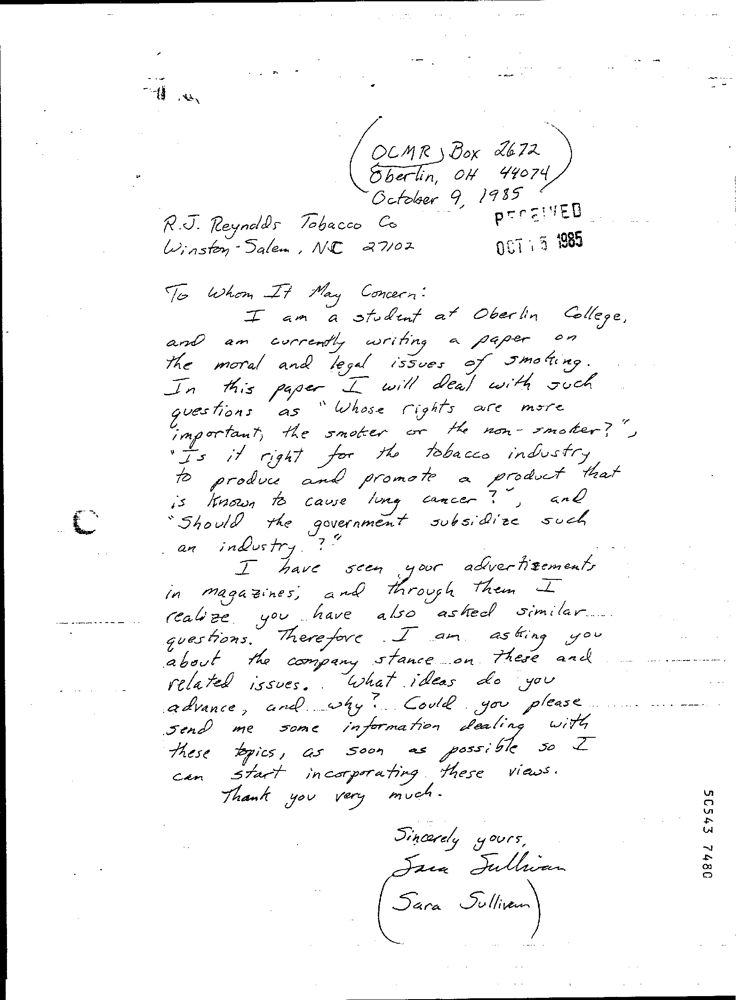 OCMR, Box 2672
Oberlin, OH 44074
October 9, 1985
R.J. Reynolds Tobacco Co
RECEIVED
Winston-Salem, NC 27102
OCT 15 1985
To Whom It May Concern:
I am a student at Oberlin College,
and am currently writing a paper on
the moral and legal issues of smoking.
In this paper I will deal with such
questions as "Whose rights are more
important, the smoker or the non-smoker?",
"Is it right for the tobacco industry
to produce and promote a product that
is known to cause lung cancer?", and
"Should the government subsidize such
an industry?"
I have seen your advertizements
in magazines, and through them I
realize you have also asked similar
questions. Therefore I am asking you
about the company stance on these and
related issues. What ideas do you
advance, and why? Could you please
send me some information dealing with
these topics, as soon as possible so I
can start incorporating these views.
Thank you very much.
Sincerely yours,
Sara Sullivan
(Sara Sullivan)
50543 7480